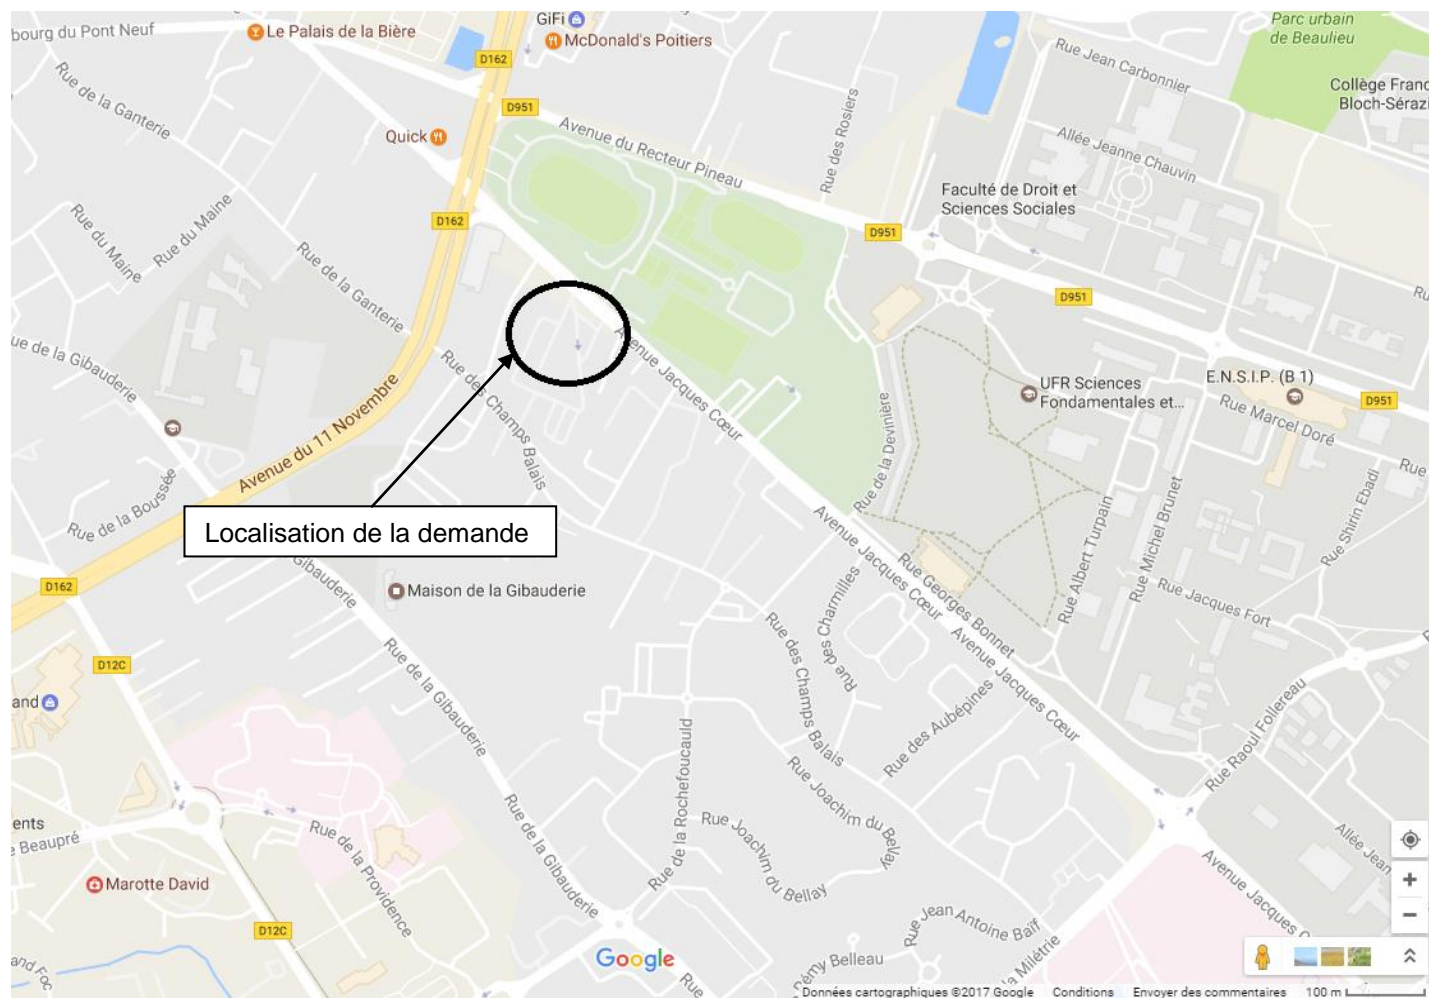 bourg du Pont Neuf
Le Palais de la Bière
GiFi
McDonald's Poitiers
Parc urbain
de Beaulieu
D162
Rue Jean Carbonnier
Collège Franc
Bloch-Sérazi
Rue de la Ganterie
D951
Quick
Avenue du Recteur Pineau
Rue des Rosiers
Allée Jeanne Chauvin
Faculté de Droit et
Sciences Sociales
D162
D951
Rue du Maine
Rue du Maine
Rue de la Ganterie
D951
Ru
ue de la Gibauderie
Avenue Jacques Cœur
Rue des Champs Balais
Avenue du 11 Novembre
UFR Sciences
Fondamentales et...
E.N.S.I.P. (B 1)
D951
Rue Marcel Doré
Rue
Rue de la Devinière
Rue de la Boussée
Localisation de la demande
Avenue Jacques Cœur
Rue Georges Bonnet
Rue Albert Turpain
Rue Michel Brunet
Rue Shirin Ebadi
D162
Gibauderie
Maison de la Gibauderie
Rue des Charmilles
Rue Jacques Fort
Avenue Jacques Cœur
D12C
and
Rue de la Gibauderie
Rue des Champs Balais
Rue des Aubépines
Rue Raoul Follereau
Rue de la Rochefoucauld
Rue Joachim du Bellay
Rue Joachim du Bellay
ents
Beaupré
Rue de la Providence
Rue de la Gibauderie
Allée Jean
Marotte David
Avenue Jacques C
D12C
and Foc
Rue Jean Antoine Baïf
Google
Rue
émy Belleau
la Milétrie
Données cartographiques ©2017 Google
Conditions
Envoyer des commentaires
100 m